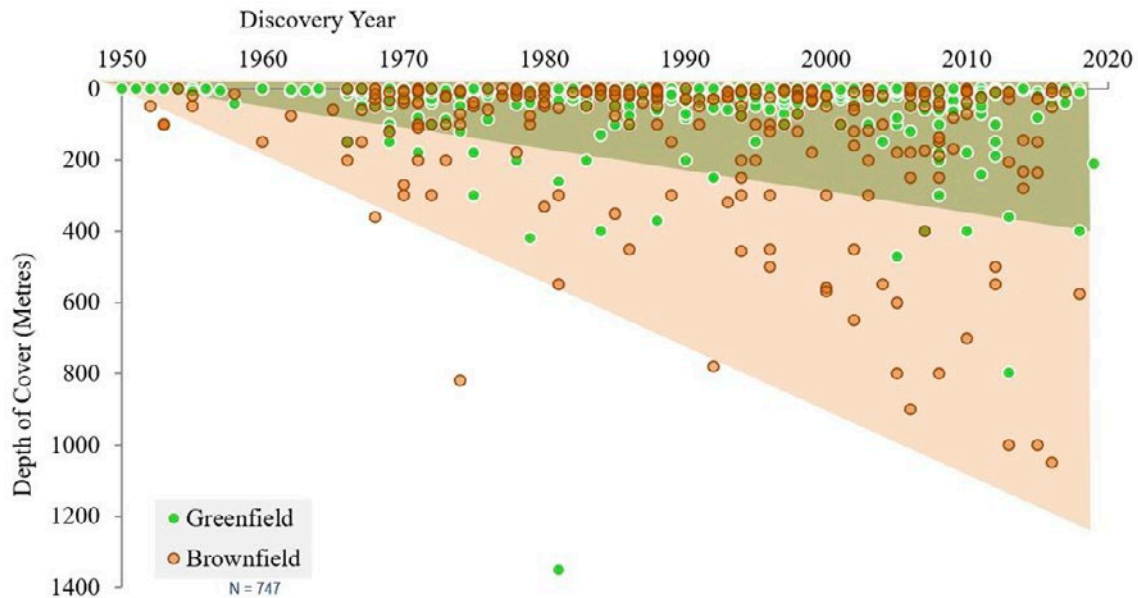 Discovery Year
1950 1960 1970 1980 1990 2000 2010 2020
0
200
400
600
800
1000
1200
1400
Depth of Cover (Metres)
Greenfield
Brownfield
N = 747